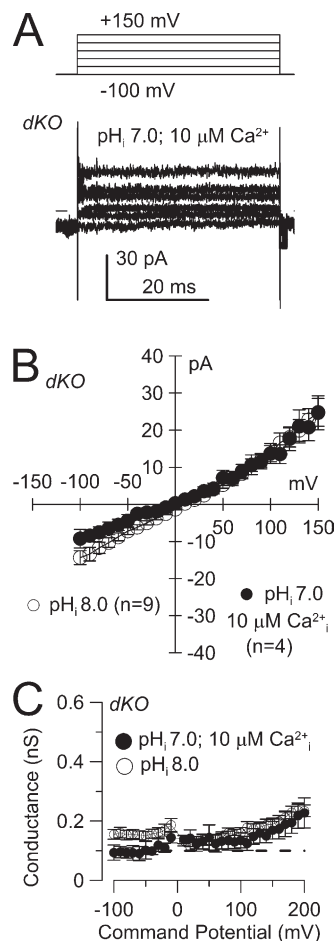 A
+150 mV
-100 mV
dKO
pHi 7.0; 10 µM Ca2+
30 pA
20 ms
B
dKO
40
pA
30
20
10
-150
-100
-50
50
100
150
mV
-10
-20
-30
-40
pHi 8.0 (n=9)
pHi 7.0
10 µM Ca2+i
(n=4)
C
dKO
0.6
pHi 7.0; 10 µM Ca2+i
pHi 8.0
0.4
0.2
0
Conductance (nS)
-100
0
100
200
Command Potential (mV)